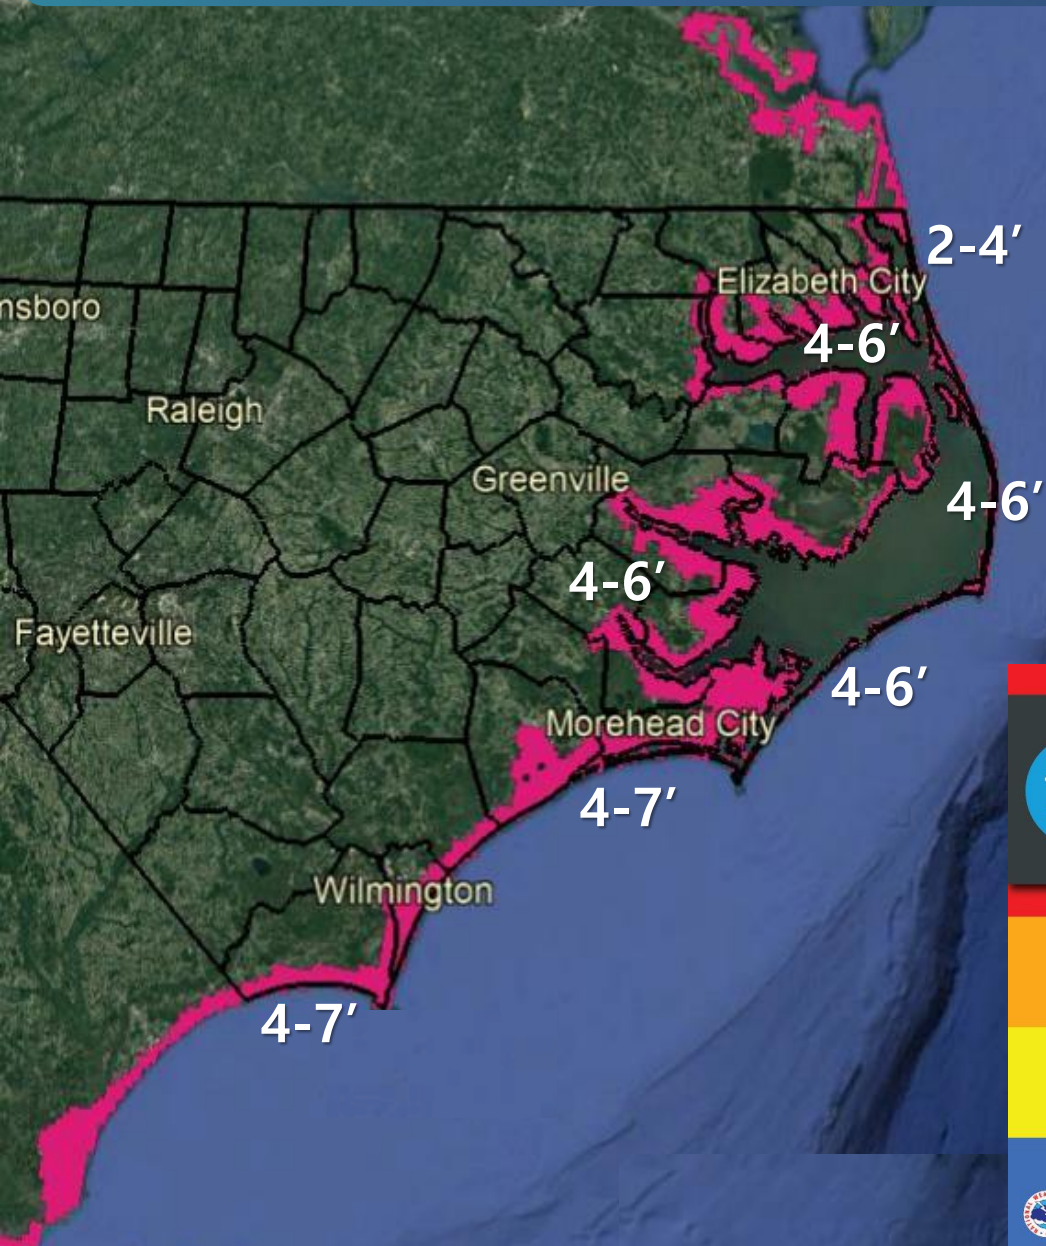 2-4’
Elizabeth City
msboro
4-6’
Raleigh
Greenville
4-6’
4-6’
Fayetteville
4-6’
Morehead City
4-7’
Wilmington
4-7’